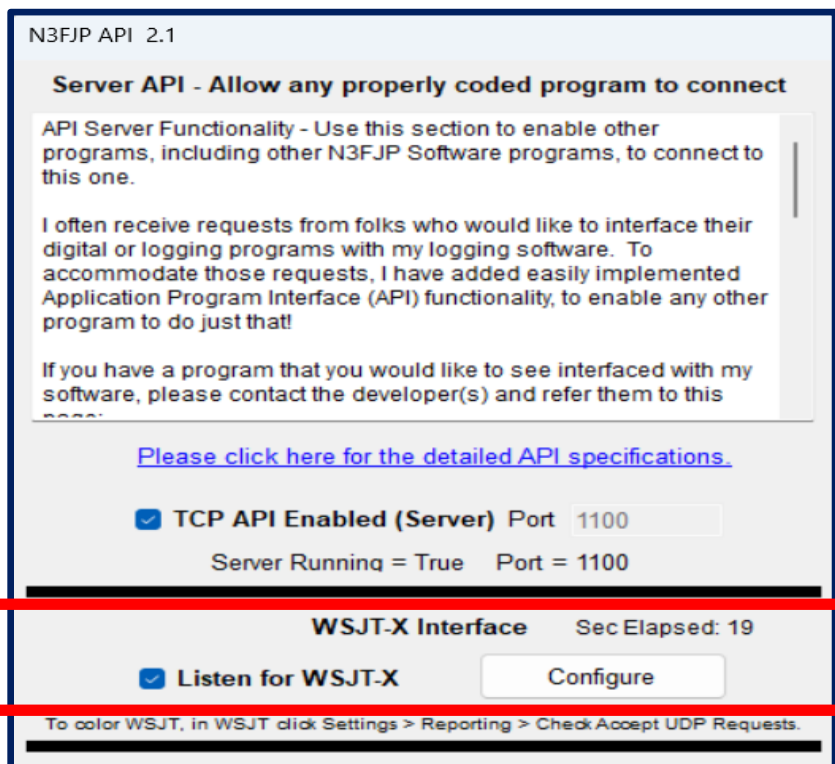 N3FJP API 2.1
Server API - Allow any properly coded program to connect
API Server Functionality - Use this section to enable other
programs, including other N3FJP Software programs, to connect to
this one.
I often receive requests from folks who would like to interface their
digital or logging programs with my logging software. To
accommodate those requests, I have added easily implemented
Application Program Interface (API) functionality, to enable any other
program to do just that!
If you have a program that you would like to see interfaced with my
software, please contact the developer(s) and refer them to this
Please click here for the detailed API specifications.
TCP API Enabled (Server) Port 1100
Server Running = True Port = 1100
WSJT-X Interface Sec Elapsed: 19
Listen for WSJT-X Configure
To color WSJT, in WSJT click Settings > Reporting > Check Accept UDP Requests.